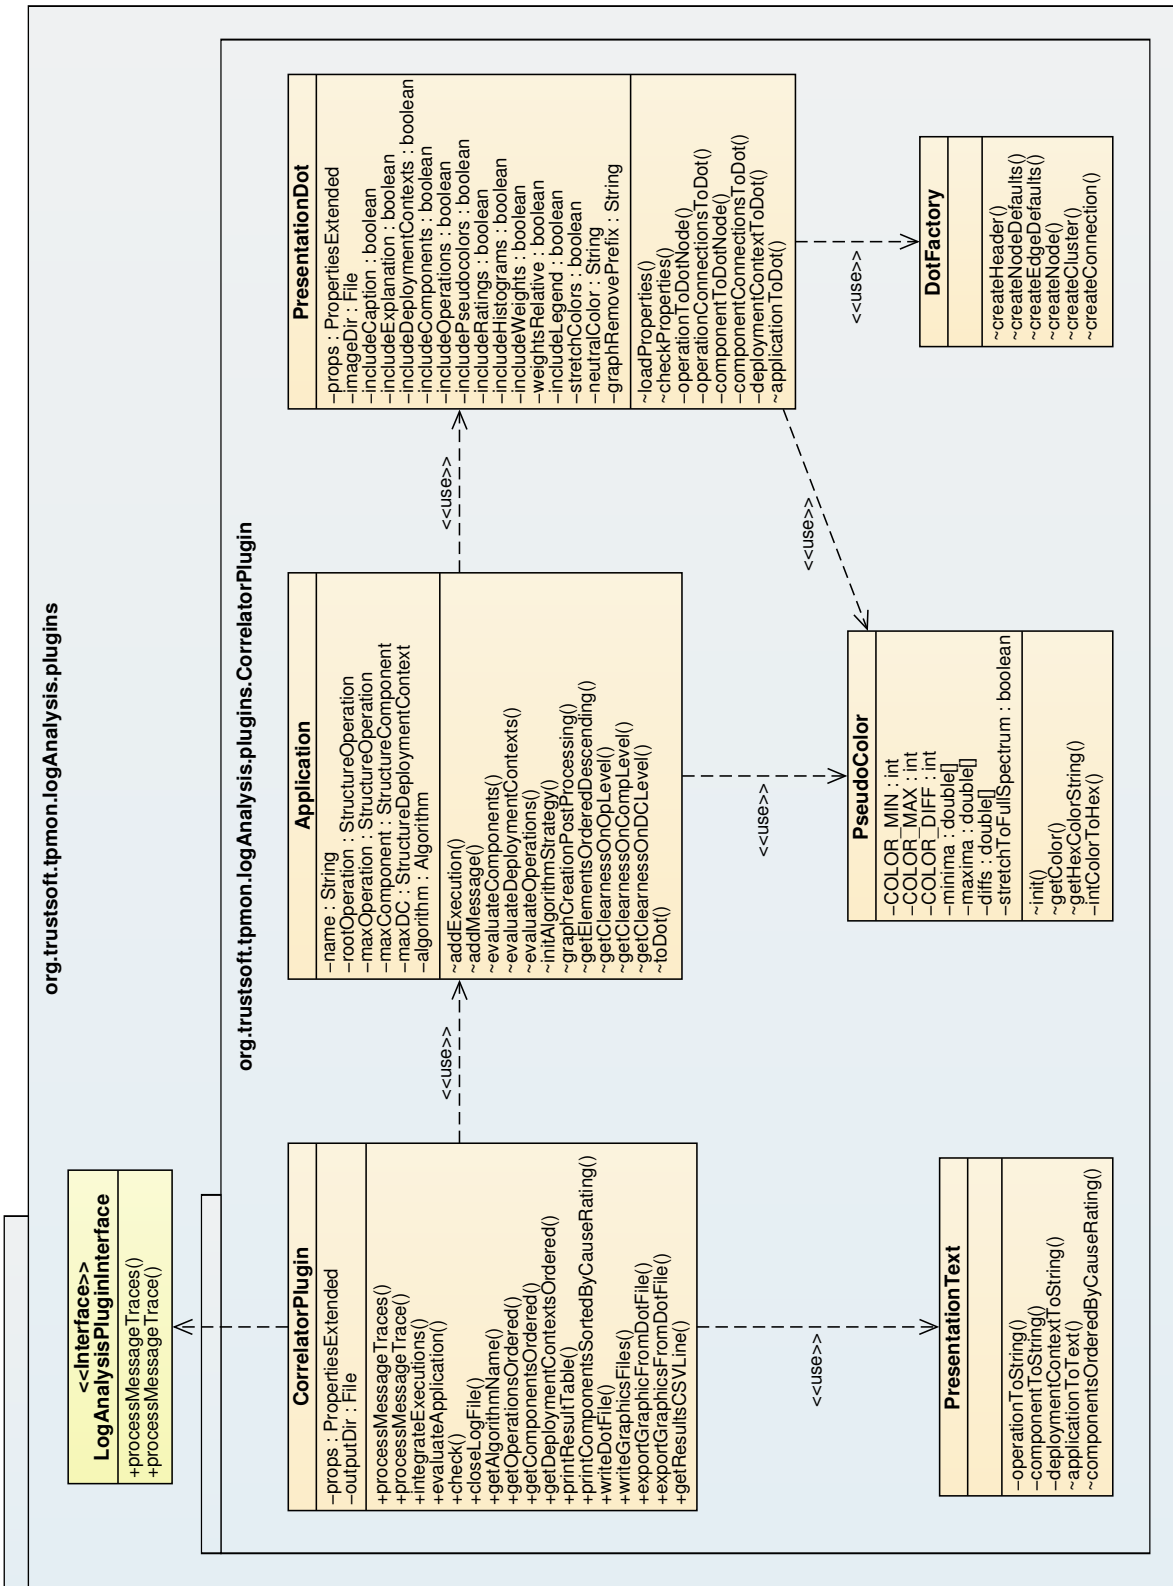 org.trustsoft.tpmon.logAnalysis.plugins
<<Interface>>
LogAnalysisPluginInterface
+processMessageTraces()
+processMessageTrace()
org.trustsoft.tpmon.logAnalysis.plugins.CorrelatorPlugin
CorrelatorPlugin
−props : PropertiesExtended
−outputDir : File
+processMessageTraces()
+processMessageTrace()
+integrateExecutions()
+evaluateApplication()
+check()
+closeLogFile()
+getAlgorithmName()
+getOperationsOrdered()
+getComponentsOrdered()
+getDeploymentContextsOrdered()
+printResultTable()
+printComponentsSortedByCauseRating()
+writeDotFile()
+writeGraphicsFiles()
+exportGraphicFromDotFile()
+exportGraphicsFromDotFile()
+getResultsCSVLine()
<<use>>
Application
−name : String
−rootOperation : StructureOperation
−maxOperation : StructureOperation
−maxComponent : StructureComponent
−maxDC : StructureDeploymentContext
−algorithm : Algorithm
~addExecution()
~addMessage()
~evaluateComponents()
~evaluateDeploymentContexts()
~evaluateOperations()
~initAlgorithmStrategy()
~graphCreationPostProcessing()
~getElementsOrderedDescending()
~getClearnessOnOpLevel()
~getClearnessOnCompLevel()
~getClearnessOnDCLevel()
~toDot()
<<use>>
PresentationDot
−props : PropertiesExtended
−imageDir : File
−includeCaption : boolean
−includeExplanation : boolean
−includeDeploymentContexts : boolean
−includeComponents : boolean
−includeOperations : boolean
−includePseudocolors : boolean
−includeRatings : boolean
−includeHistograms : boolean
−includeWeights : boolean
−weightsRelative : boolean
−includeLegend : boolean
−stretchColors : boolean
−neutralColor : String
−graphRemovePrefix : String
~loadProperties()
~checkProperties()
−operationToDotNode()
−operationConnectionsToDot()
−componentToDotNode()
−componentConnectionsToDot()
−deploymentContextToDot()
~applicationToDot()
<<use>>
<<use>>
<<use>>
<<use>>
PresentationText
−operationToString()
−componentToString()
−deploymentContextToString()
~applicationToText()
~componentsOrderedByCauseRating()
PseudoColor
−COLOR_MIN : int
−COLOR_MAX : int
−COLOR_DIFF : int
−minima : double[]
−maxima : double[]
−diffs : double[]
−stretchToFullSpectrum : boolean
~init()
~getColor()
~getHexColorString()
−intColorToHex()
DotFactory
~createHeader()
~createNodeDefaults()
~createEdgeDefaults()
~createNode()
~createCluster()
~createConnection()